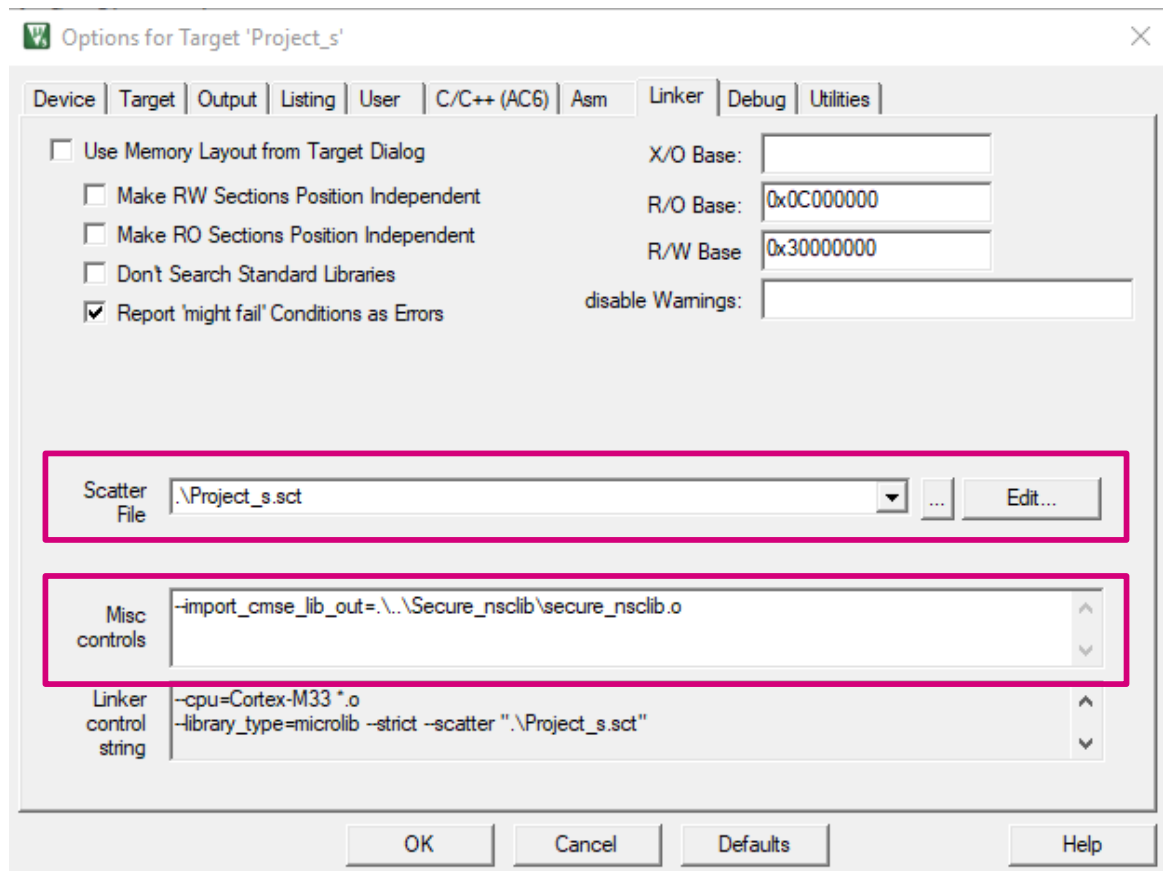 Options for Target 'Project_s'
Device Target Output Listing User C/C++ (AC6) Asm Linker Debug Utilities
Use Memory Layout from Target Dialog
X/O Base:
Make RW Sections Position Independent
R/O Base: 0x0C000000
Make RO Sections Position Independent
R/W Base 0x30000000
Don't Search Standard Libraries
disable Warnings:
Report 'might fail' Conditions as Errors
Scatter File
.\Project_s.sct
... Edit...
Misc controls
--import_cmse_lib_out=.\..\Secure_nsclib\secure_nsclib.o
Linker control string
--cpu=Cortex-M33 *.o
--library_type=microlib --strict --scatter ".\Project_s.sct"
OK Cancel Defaults Help